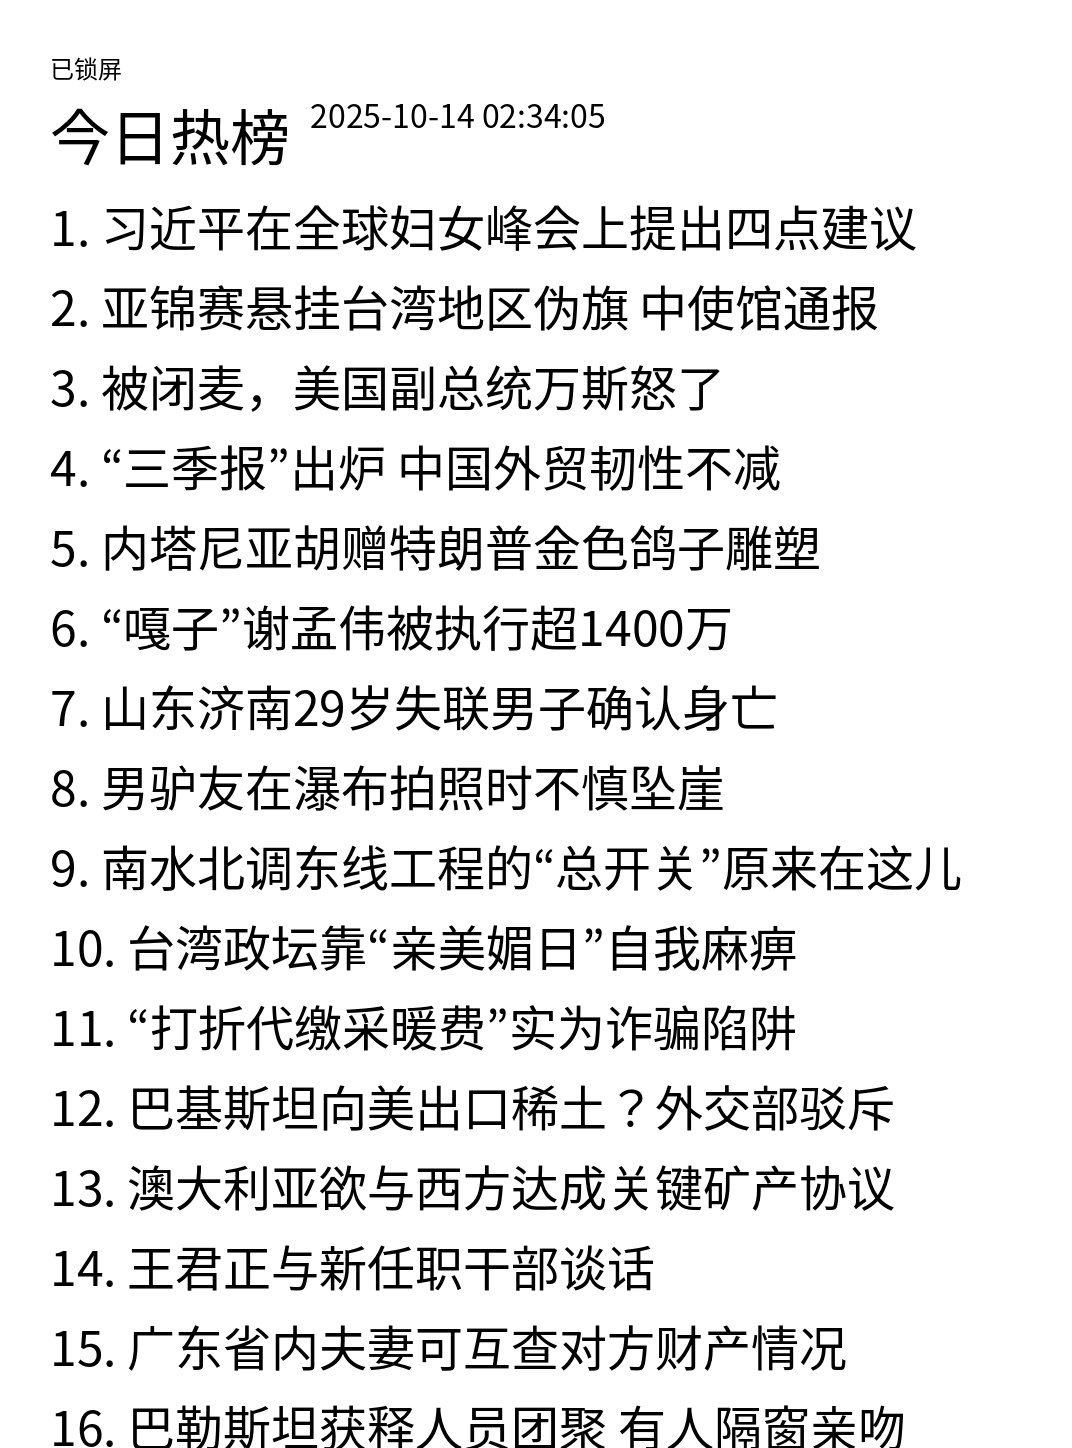 已锁屏
今日热榜 2025-10-14 02:34:05
1. 习近平在全球妇女峰会上提出四点建议
2. 亚锦赛悬挂台湾地区伪旗 中使馆通报
3. 被闭麦，美国副总统万斯怒了
4. “三季报”出炉 中国外贸韧性不减
5. 内塔尼亚胡赠特朗普金色鸽子雕塑
6. “嘎子”谢孟伟被执行超1400万
7. 山东济南29岁失联男子确认身亡
8. 男驴友在瀑布拍照时不慎坠崖
9. 南水北调东线工程的“总开关”原来在这儿
10. 台湾政坛靠“亲美媚日”自我麻痹
11. “打折代缴采暖费”实为诈骗陷阱
12. 巴基斯坦向美出口稀土？外交部驳斥
13. 澳大利亚欲与西方达成关键矿产协议
14. 王君正与新任职干部谈话
15. 广东省内夫妻可互查对方财产情况
16. 巴勒斯坦获释人员团聚 有人隔窗亲吻